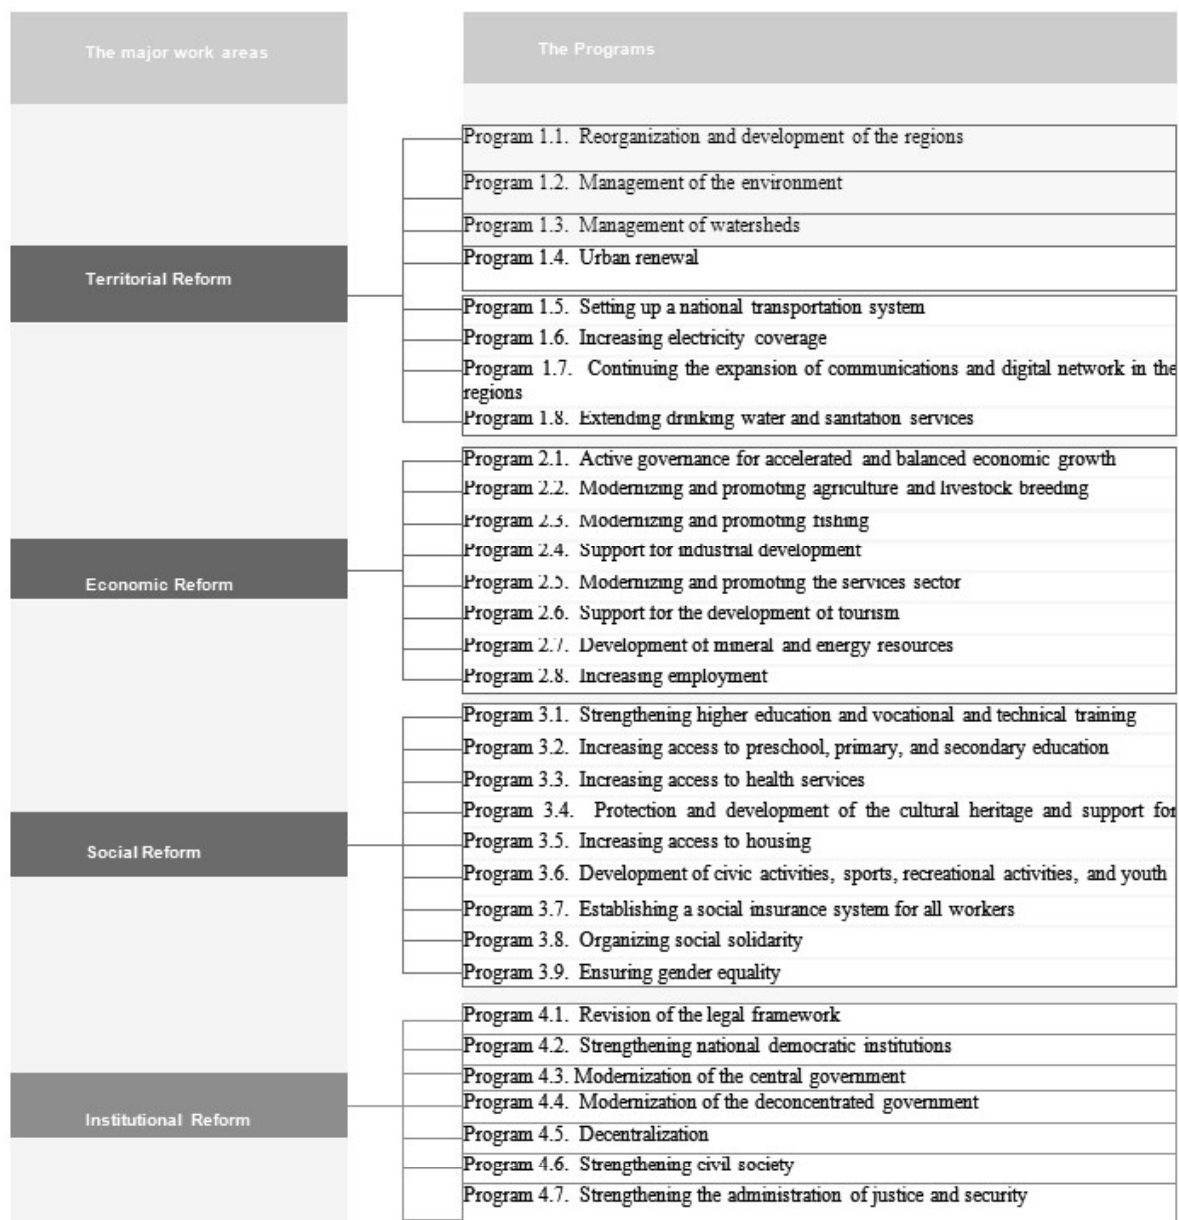 The major work areas
The Programs
Territorial Reform
Program 1.1. Reorganization and development of the regions
Program 1.2. Management of the environment
Program 1.3. Management of watersheds
Program 1.4. Urban renewal
Program 1.5. Setting up a national transportation system
Program 1.6. Increasing electricity coverage
Program 1.7. Continuing the expansion of communications and digital network in the
regions
Program 1.8. Extending drinking water and sanitation services
Economic Reform
Program 2.1. Active governance for accelerated and balanced economic growth
Program 2.2. Modernizing and promoting agriculture and livestock breeding
Program 2.3. Modernizing and promoting fishing
Program 2.4. Support for industrial development
Program 2.5. Modernizing and promoting the services sector
Program 2.6. Support for the development of tourism
Program 2.7. Development of mineral and energy resources
Program 2.8. Increasing employment
Social Reform
Program 3.1. Strengthening higher education and vocational and technical training
Program 3.2. Increasing access to preschool, primary, and secondary education
Program 3.3. Increasing access to health services
Program 3.4. Protection and development of the cultural heritage and support for
Program 3.5. Increasing access to housing
Program 3.6. Development of civic activities, sports, recreational activities, and youth
Program 3.7. Establishing a social insurance system for all workers
Program 3.8. Organizing social solidarity
Program 3.9. Ensuring gender equality
Institutional Reform
Program 4.1. Revision of the legal framework
Program 4.2. Strengthening national democratic institutions
Program 4.3. Modernization of the central government
Program 4.4. Modernization of the deconcentrated government
Program 4.5. Decentralization
Program 4.6. Strengthening civil society
Program 4.7. Strengthening the administration of justice and security